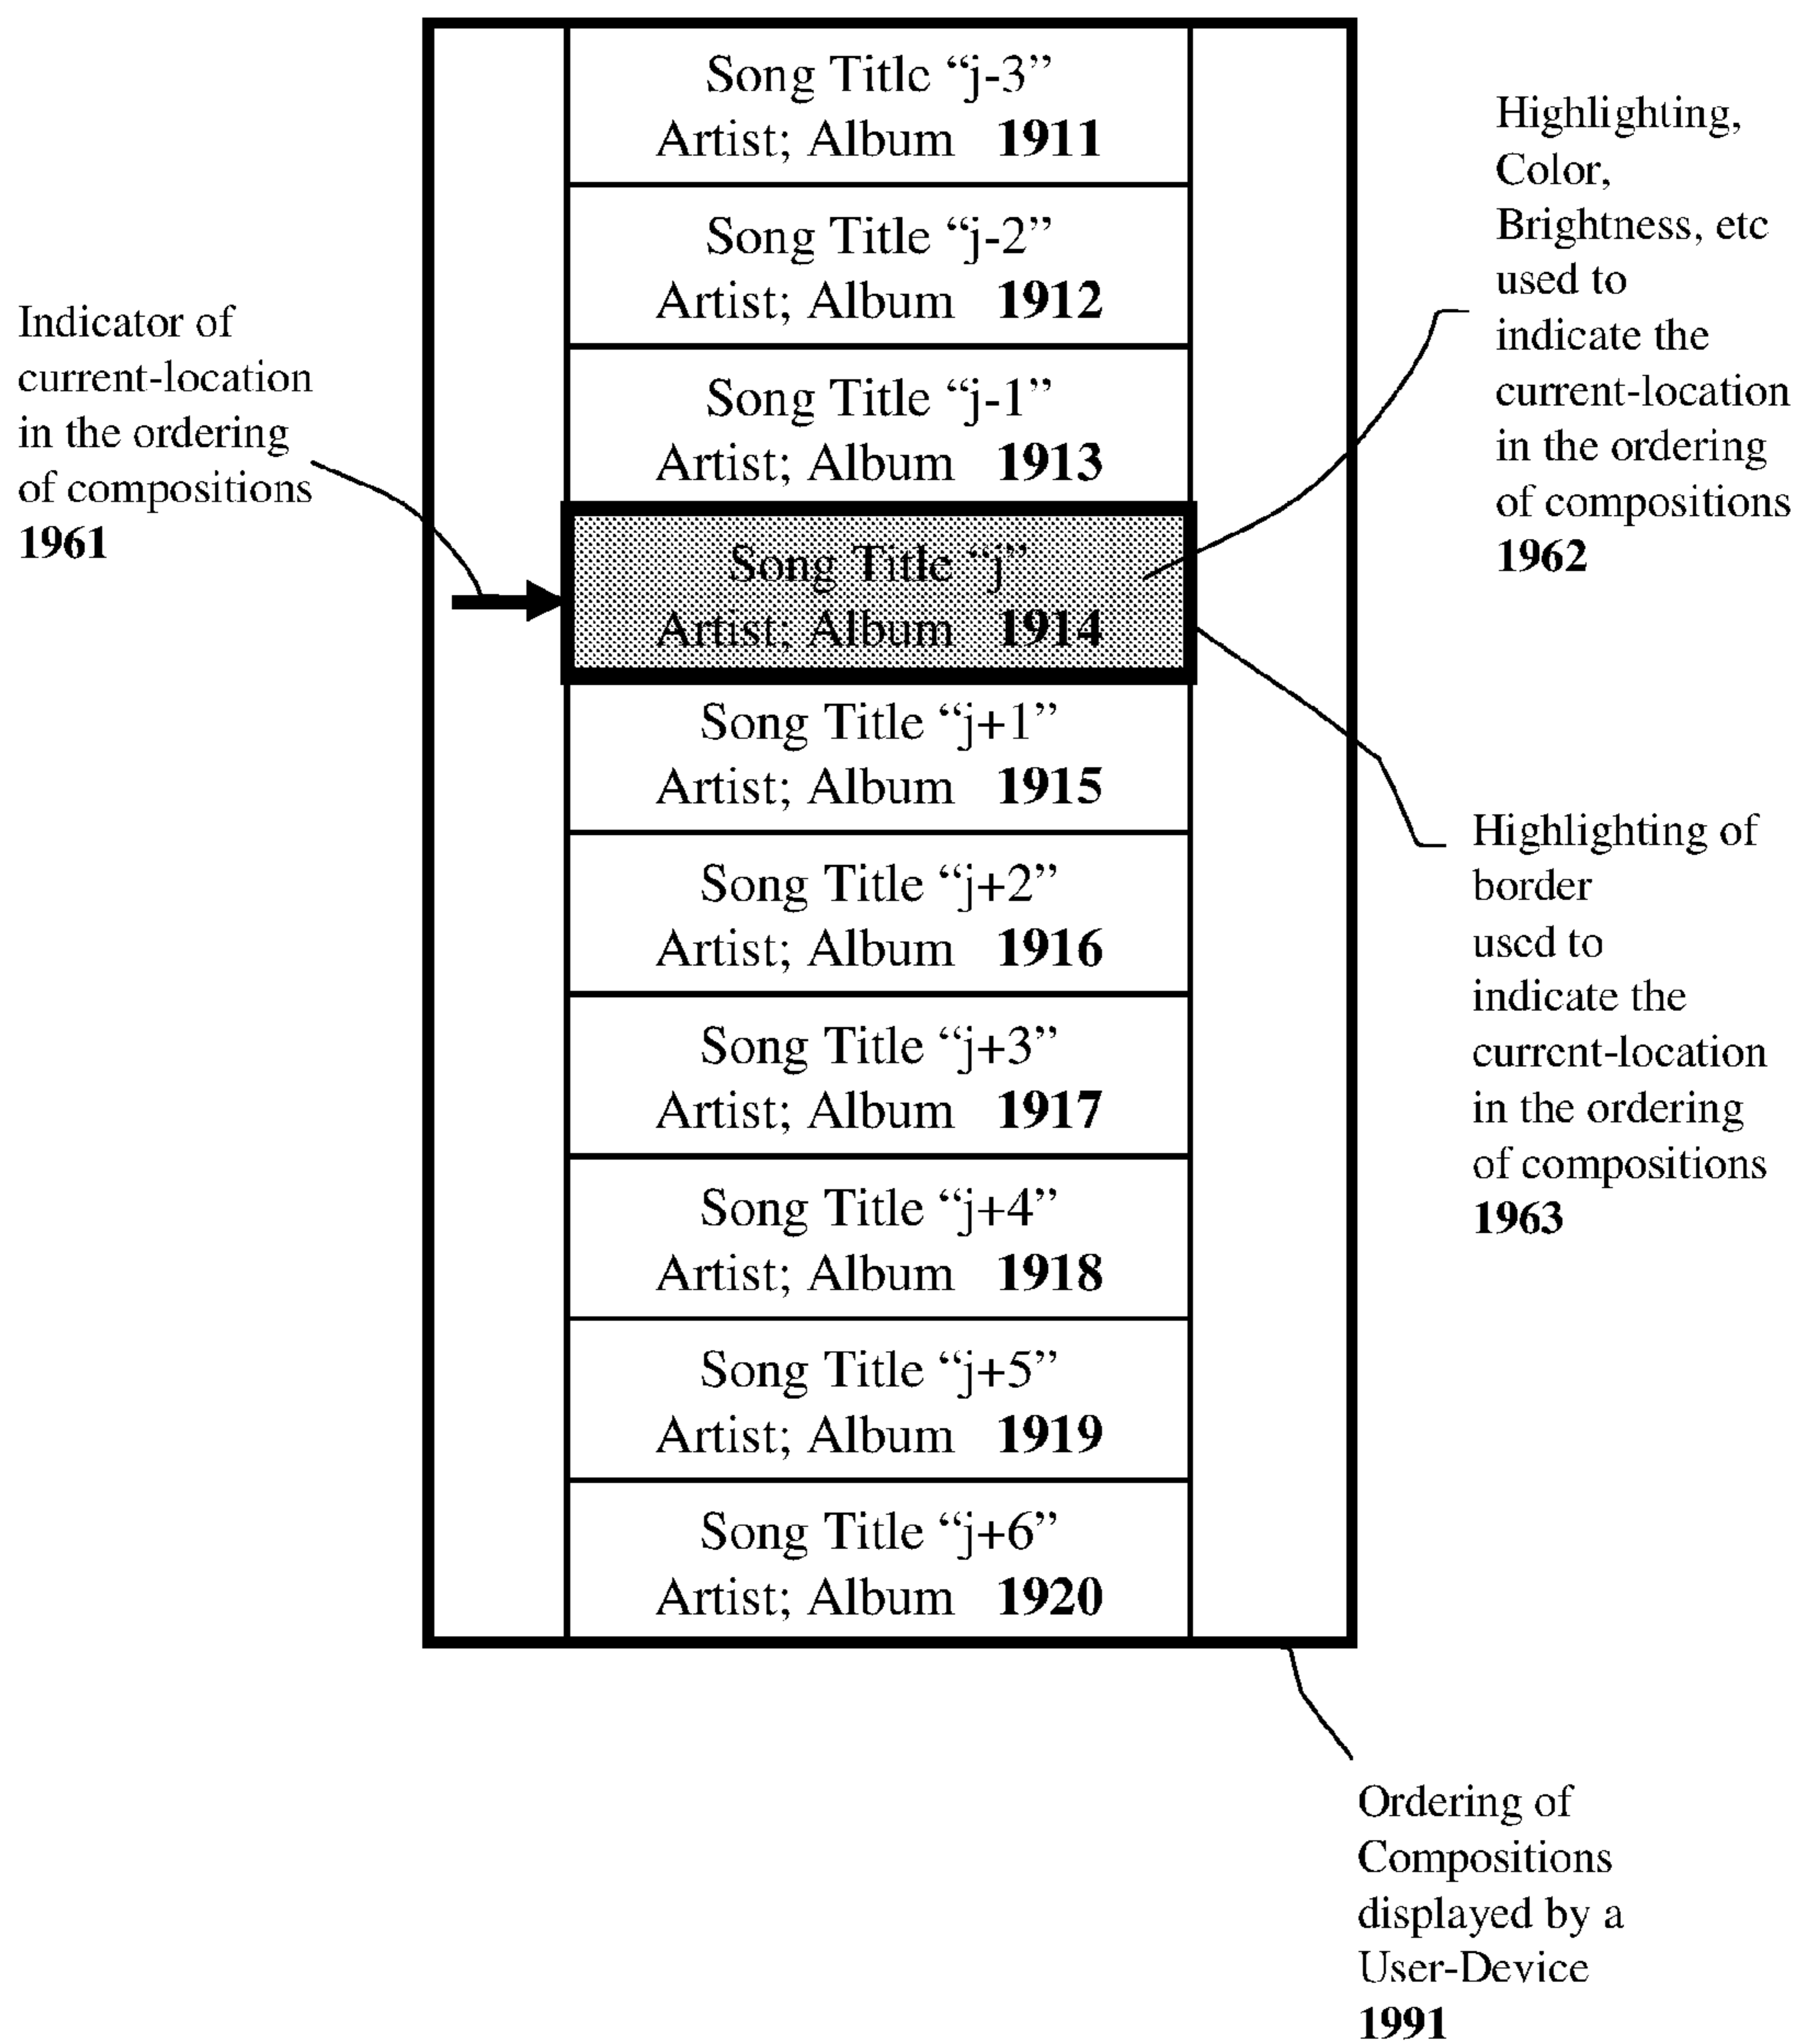 Song Title “j-3”
Artist; Album 1911
Song Title “j-2”
Artist; Album 1912
Song Title “j-1”
Artist; Album 1913
Song Title “j”
Artist; Album 1914
Song Title “j+1”
Artist; Album 1915
Song Title “j+2”
Artist; Album 1916
Song Title “j+3”
Artist; Album 1917
Song Title “j+4”
Artist; Album 1918
Song Title “j+5”
Artist; Album 1919
Song Title “j+6”
Artist; Album 1920
Indicator of
current-location
in the ordering
of compositions
1961
Highlighting,
Color,
Brightness, etc
used to
indicate the
current-location
in the ordering
of compositions
1962
Highlighting of
border
used to
indicate the
current-location
in the ordering
of compositions
1963
Ordering of
Compositions
displayed by a
User-Device
1991